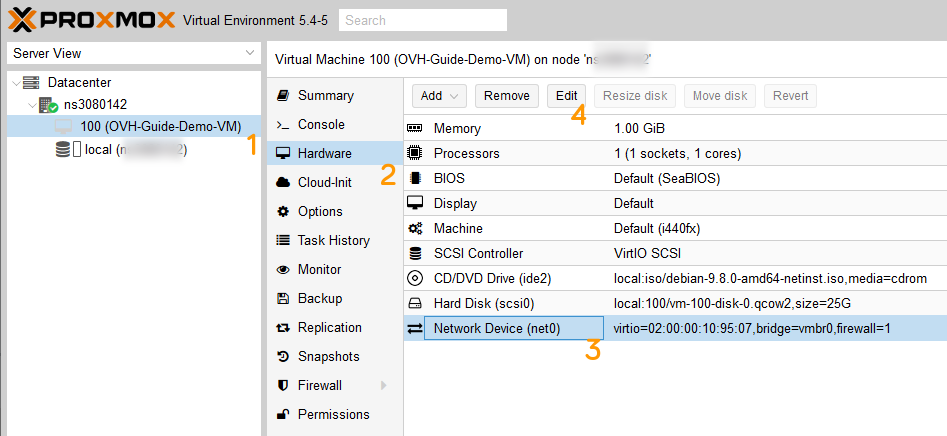 PROXMOX Virtual Environment 5.4-5 Search
Server View
Virtual Machine 100 (OVH-Guide-Demo-VM) on node '
Datacenter
ns3080142
100 (OVH-Guide-Demo-VM) 1
local (
Summary
Console
Hardware
2
Cloud-Init
Options
Task History
Monitor
Backup
Replication
Snapshots
Firewall
Permissions
Add Remove Edit Resize disk Move disk Revert
4
Memory 1.00 GiB
Processors 1 (1 sockets, 1 cores)
BIOS Default (SeaBIOS)
Display Default
Machine Default (i440fx)
SCSI Controller VirtIO SCSI
CD/DVD Drive (ide2) local:iso/debian-9.8.0-amd64-netinst.iso,media=cdrom
Hard Disk (scsi0) local:100/vm-100-disk-0.qcow2,size=25G
Network Device (net0) virtio=02:00:00:10:95:07,bridge=vmbr0,firewall=1
3